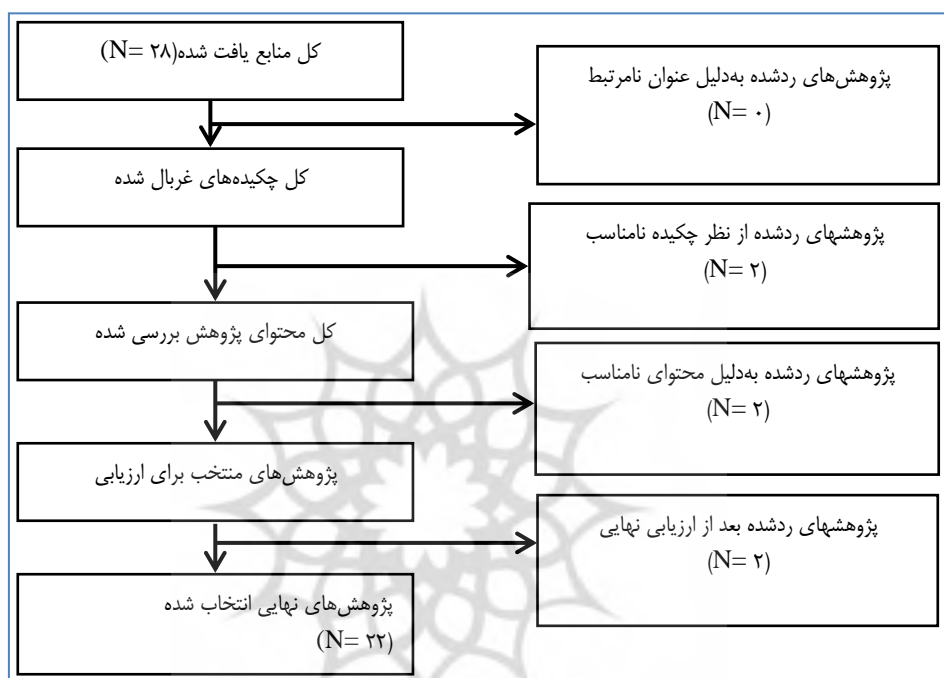 کل منابع یافت شده(N= ۲۸)
پژوهش‌های ردشده به‌دلیل عنوان نامرتبط
(N= ۰)
کل چکیده‌های غربال شده
پژوهشهای ردشده از نظر چکیده نامناسب
(N= ۲)
کل محتوای پژوهش بررسی شده
پژوهشهای ردشده به‌دلیل محتوای نامناسب
(N= ۲)
پژوهش‌های منتخب برای ارزیابی
پژوهشهای ردشده بعد از ارزیابی نهایی
(N= ۲)
پژوهش‌های نهایی انتخاب شده
(N= ۲۲)